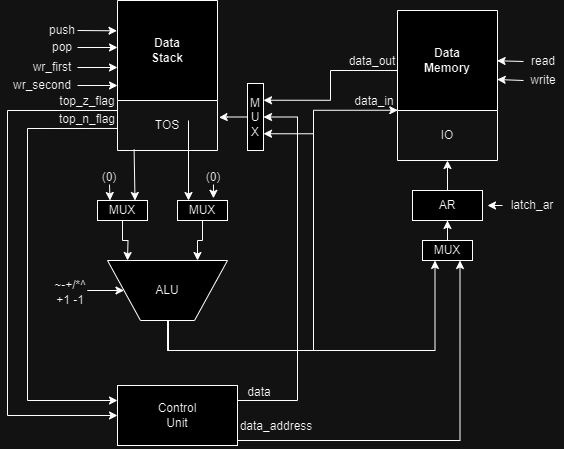 push
pop
wr_first
wr_second
top_z_flag
top_n_flag
Data
Stack
TOS
M
U
X
data_out
data_in
Data
Memory
IO
read
write
(0)
(0)
MUX
MUX
AR
latch_ar
MUX
~-+/*^
+1 -1
ALU
Control
Unit
data
data_address